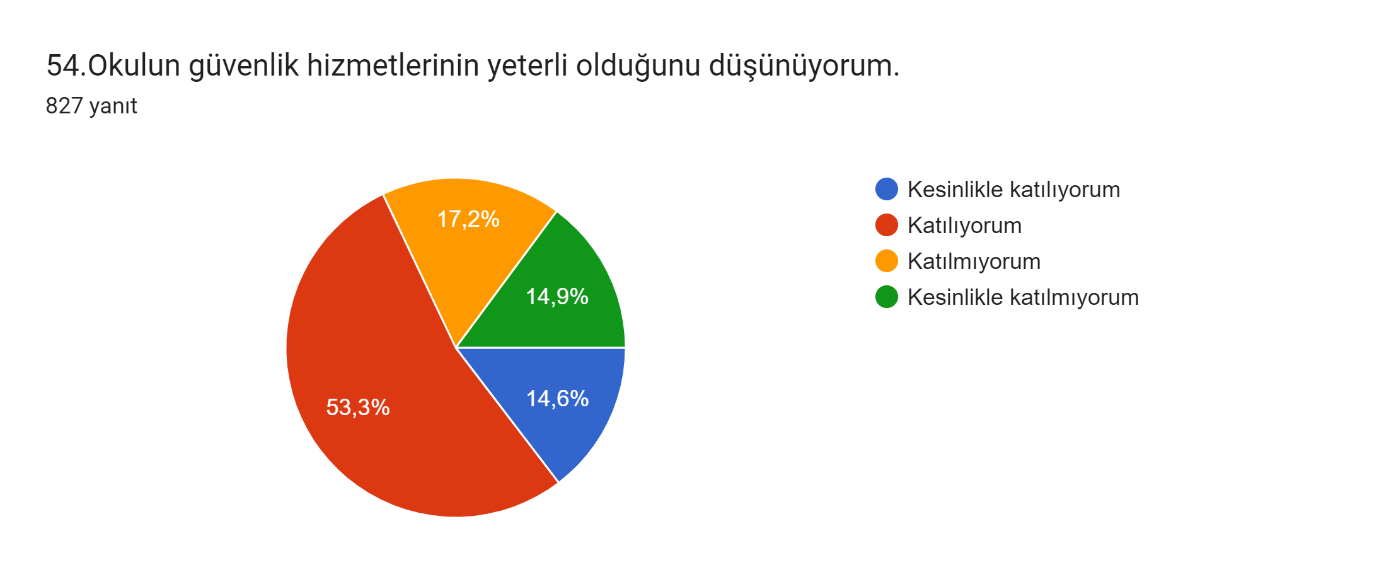 54.Okulun güvenlik hizmetlerinin yeterli olduğunu düşünüyorum.
827 yanıt
Kesinlikle katılıyorum
Katılıyorum
Katılmıyorum
Kesinlikle katılmıyorum
17,2%
14,9%
53,3%
14,6%